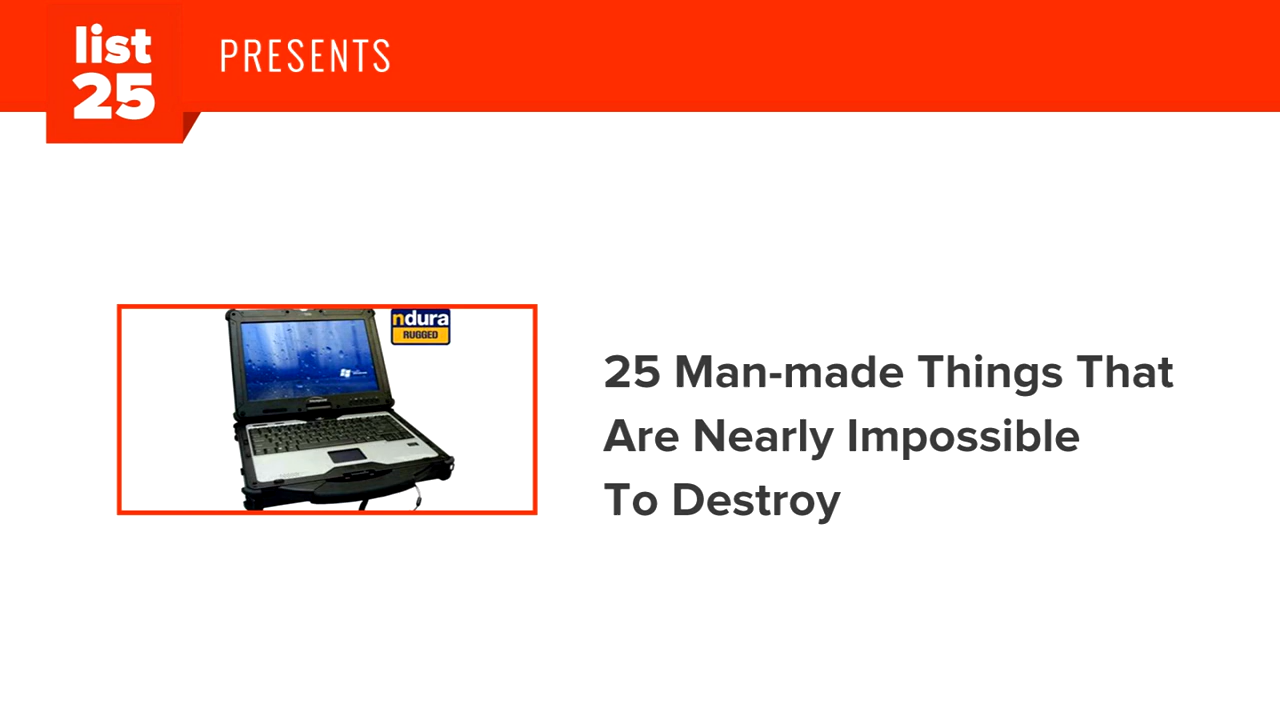 list
25
PRESENTS
ndura
RUGGED
25 Man-made Things That
Are Nearly Impossible
To Destroy